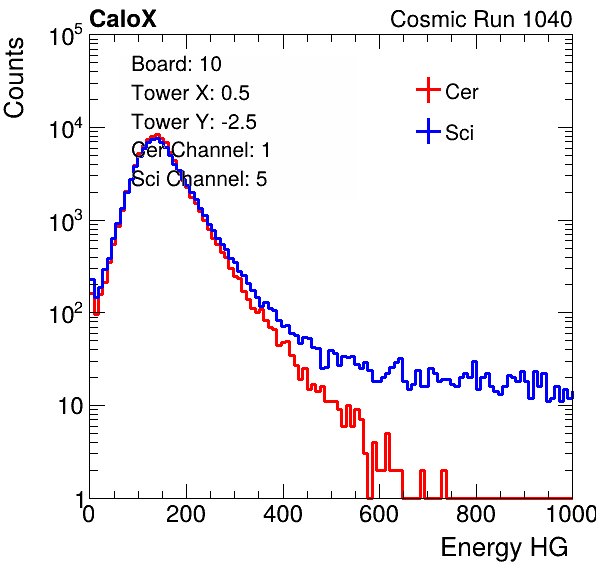 CaloX
Cosmic Run 1040
Counts
Board: 10
Tower X: 0.5
Tower Y: -2.5
Cer Channel: 1
Sci Channel: 5
Cer
Sci
10^5
10^4
10^3
10^2
10
1
0 200 400 600 800 1000
Energy HG